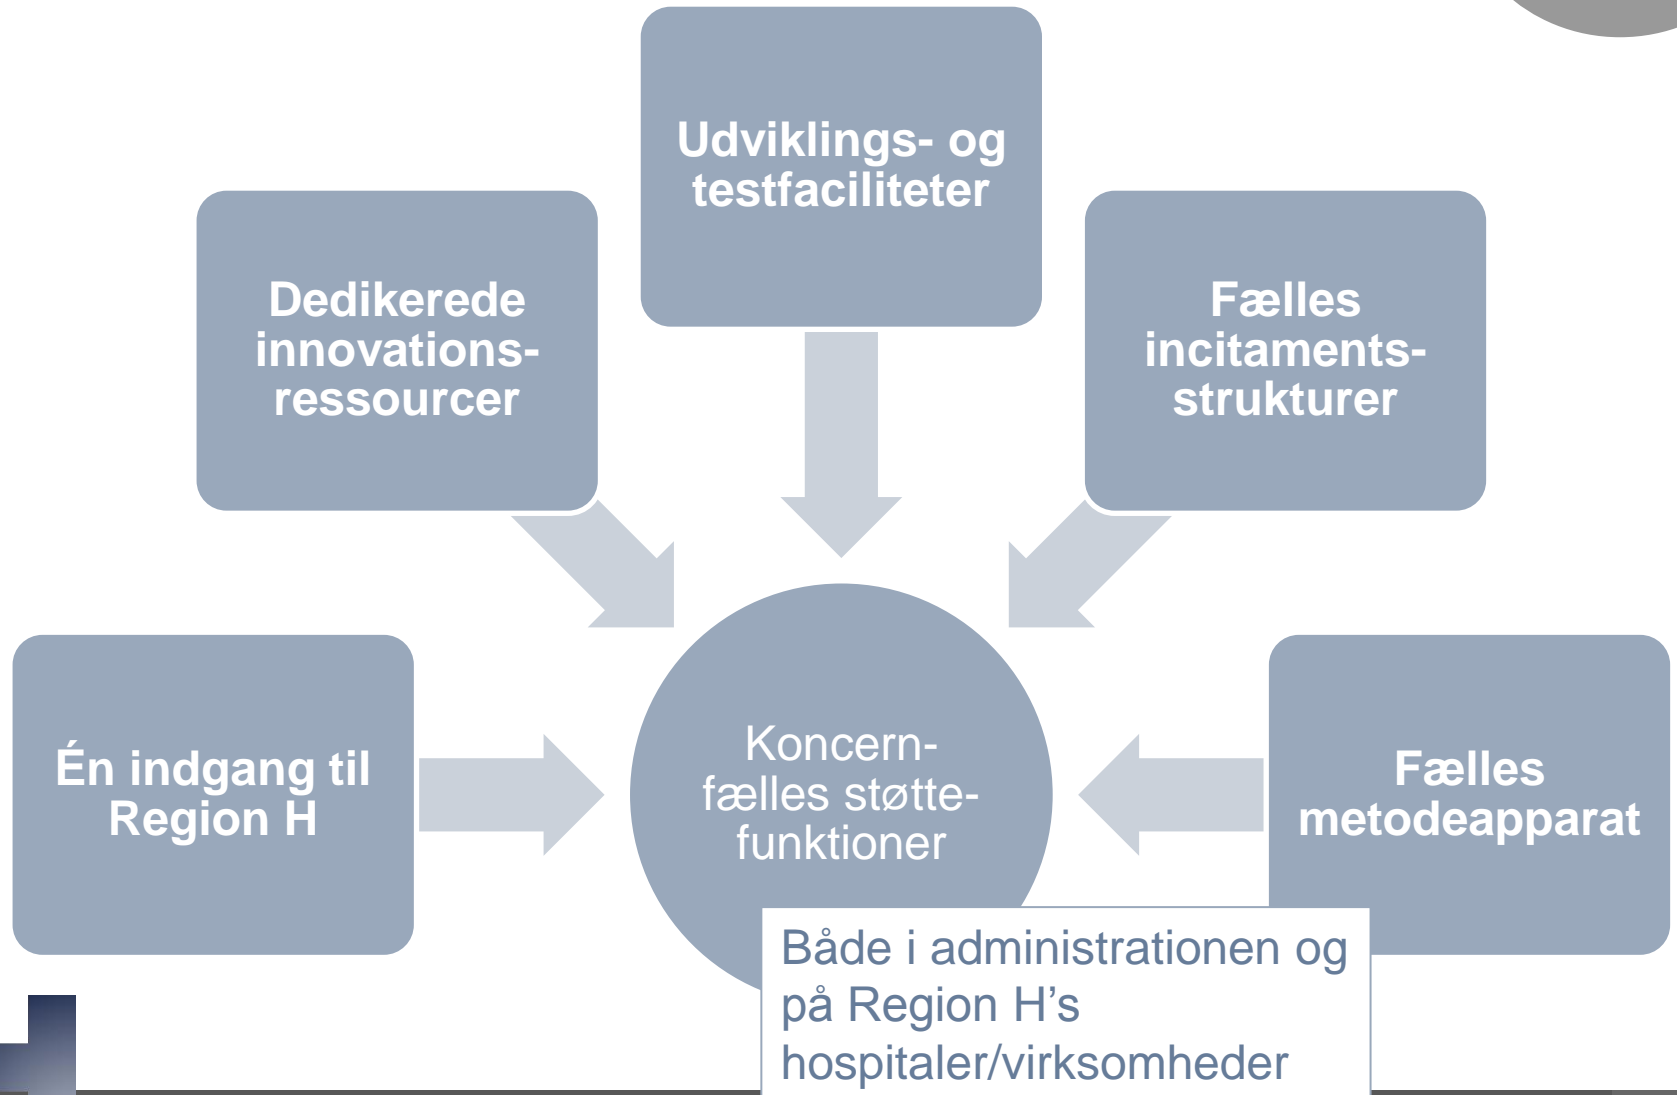 Udviklings- og
testfaciliteter
Dedikerede
innovations-
ressourcer
Fælles
incitaments-
strukturer
Én indgang til
Region H
Koncern-
fælles støtte-
funktioner
Fælles
metodeapparat
Både i administrationen og
på Region H’s
hospitaler/virksomheder